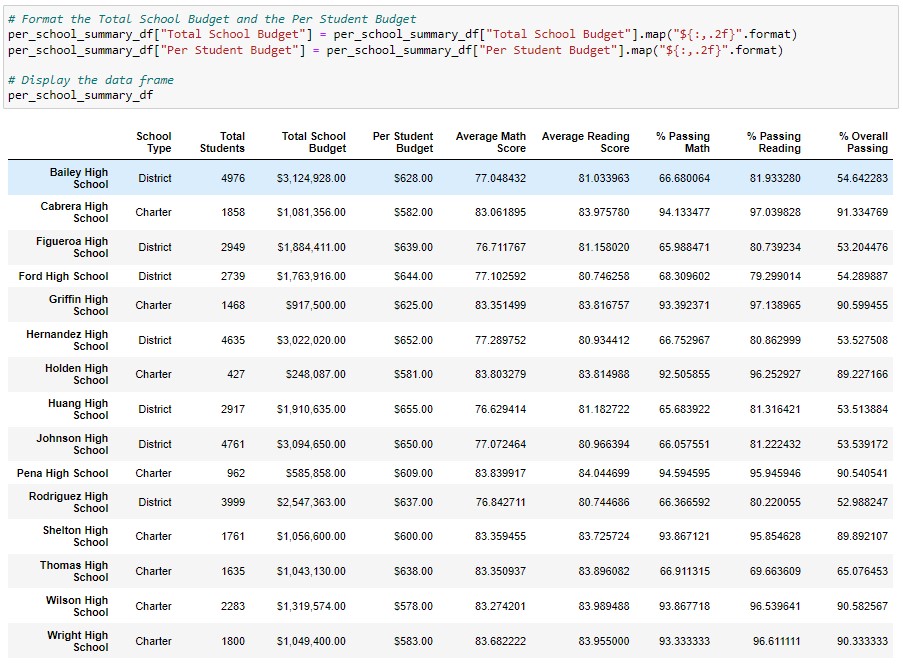 # Format the Total School Budget and the Per Student Budget
per_school_summary_df["Total School Budget"] = per_school_summary_df["Total School Budget"].map("${:,.2f}".format)
per_school_summary_df["Per Student Budget"] = per_school_summary_df["Per Student Budget"].map("${:,.2f}".format)
# Display the data frame
per_school_summary_df
School Type Total Students Total School Budget Per Student Budget Average Math Score Average Reading Score % Passing Math % Passing Reading % Overall Passing
Bailey High School District 4976 $3,124,928.00 $628.00 77.048432 81.033963 66.680064 81.933280 54.642283
Cabrera High School Charter 1858 $1,081,356.00 $582.00 83.061895 83.975780 94.133477 97.039828 91.334769
Figueroa High School District 2949 $1,884,411.00 $639.00 76.711767 81.158020 65.988471 80.739234 53.204476
Ford High School District 2739 $1,763,916.00 $644.00 77.102592 80.746258 68.309602 79.299014 54.289887
Griffin High School Charter 1468 $917,500.00 $625.00 83.351499 83.816757 93.392371 97.138965 90.599455
Hernandez High School District 4635 $3,022,020.00 $652.00 77.289752 80.934412 66.752967 80.862999 53.527508
Holden High School Charter 427 $248,087.00 $581.00 83.803279 83.814988 92.505855 96.252927 89.227166
Huang High School District 2917 $1,910,635.00 $655.00 76.629414 81.182722 65.683922 81.316421 53.513884
Johnson High School District 4761 $3,094,650.00 $650.00 77.072464 80.966394 66.057551 81.222432 53.539172
Pena High School Charter 962 $585,858.00 $609.00 83.839917 84.044699 94.594595 95.945946 90.540541
Rodriguez High School District 3999 $2,547,363.00 $637.00 76.842711 80.744686 66.366592 80.220055 52.988247
Shelton High School Charter 1761 $1,056,600.00 $600.00 83.359455 83.725724 93.867121 95.854628 89.892107
Thomas High School Charter 1635 $1,043,130.00 $638.00 83.350937 83.896082 66.911315 69.663609 65.076453
Wilson High School Charter 2283 $1,319,574.00 $578.00 83.274201 83.989488 93.867718 96.539641 90.582567
Wright High School Charter 1800 $1,049,400.00 $583.00 83.682222 83.955000 93.333333 96.611111 90.333333